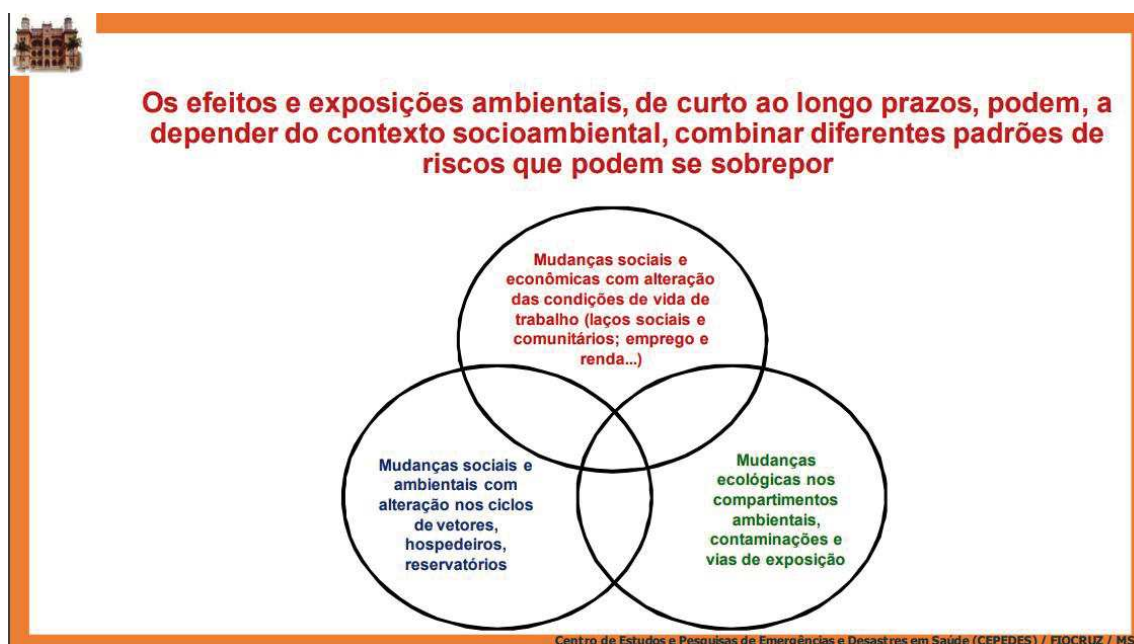 Os efeitos e exposições ambientais, de curto ao longo prazos, podem, a
depender do contexto socioambiental, combinar diferentes padrões de
riscos que podem se sobrepor
Mudanças sociais e
econômicas com alteração
das condições de vida de
trabalho (laços sociais e
comunitários; emprego e
renda...)
Mudanças sociais e
ambientais com
alteração nos ciclos
de vetores,
hospedeiros,
reservatórios
Mudanças
ecológicas nos
compartimentos
ambientais,
contaminações e
vias de exposição
Centro de Estudos e Pesquisas de Emergências e Desastres em Saúde (CEPEDES) / FIOCRUZ / MS